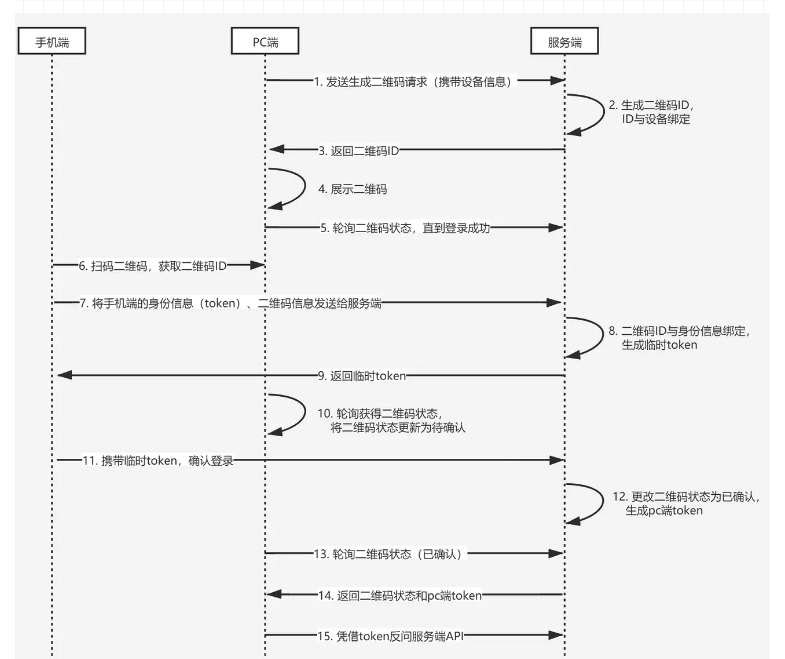 手机端
PC端
服务端
1. 发送生成二维码请求（携带设备信息）
2. 生成二维码ID，
ID与设备绑定
3. 返回二维码ID
4. 展示二维码
5. 轮询二维码状态，直到登录成功
6. 扫码二维码，获取二维码ID
7. 将手机端的身份信息（token）、二维码信息发送给服务端
8. 二维码ID与身份信息绑定，
生成临时token
9. 返回临时token
10. 轮询获得二维码状态，
将二维码状态更新为待确认
11. 携带临时token，确认登录
12. 更改二维码状态为已确认，
生成pc端token
13. 轮询二维码状态（已确认）
14. 返回二维码状态和pc端token
15. 凭借token反问服务端API